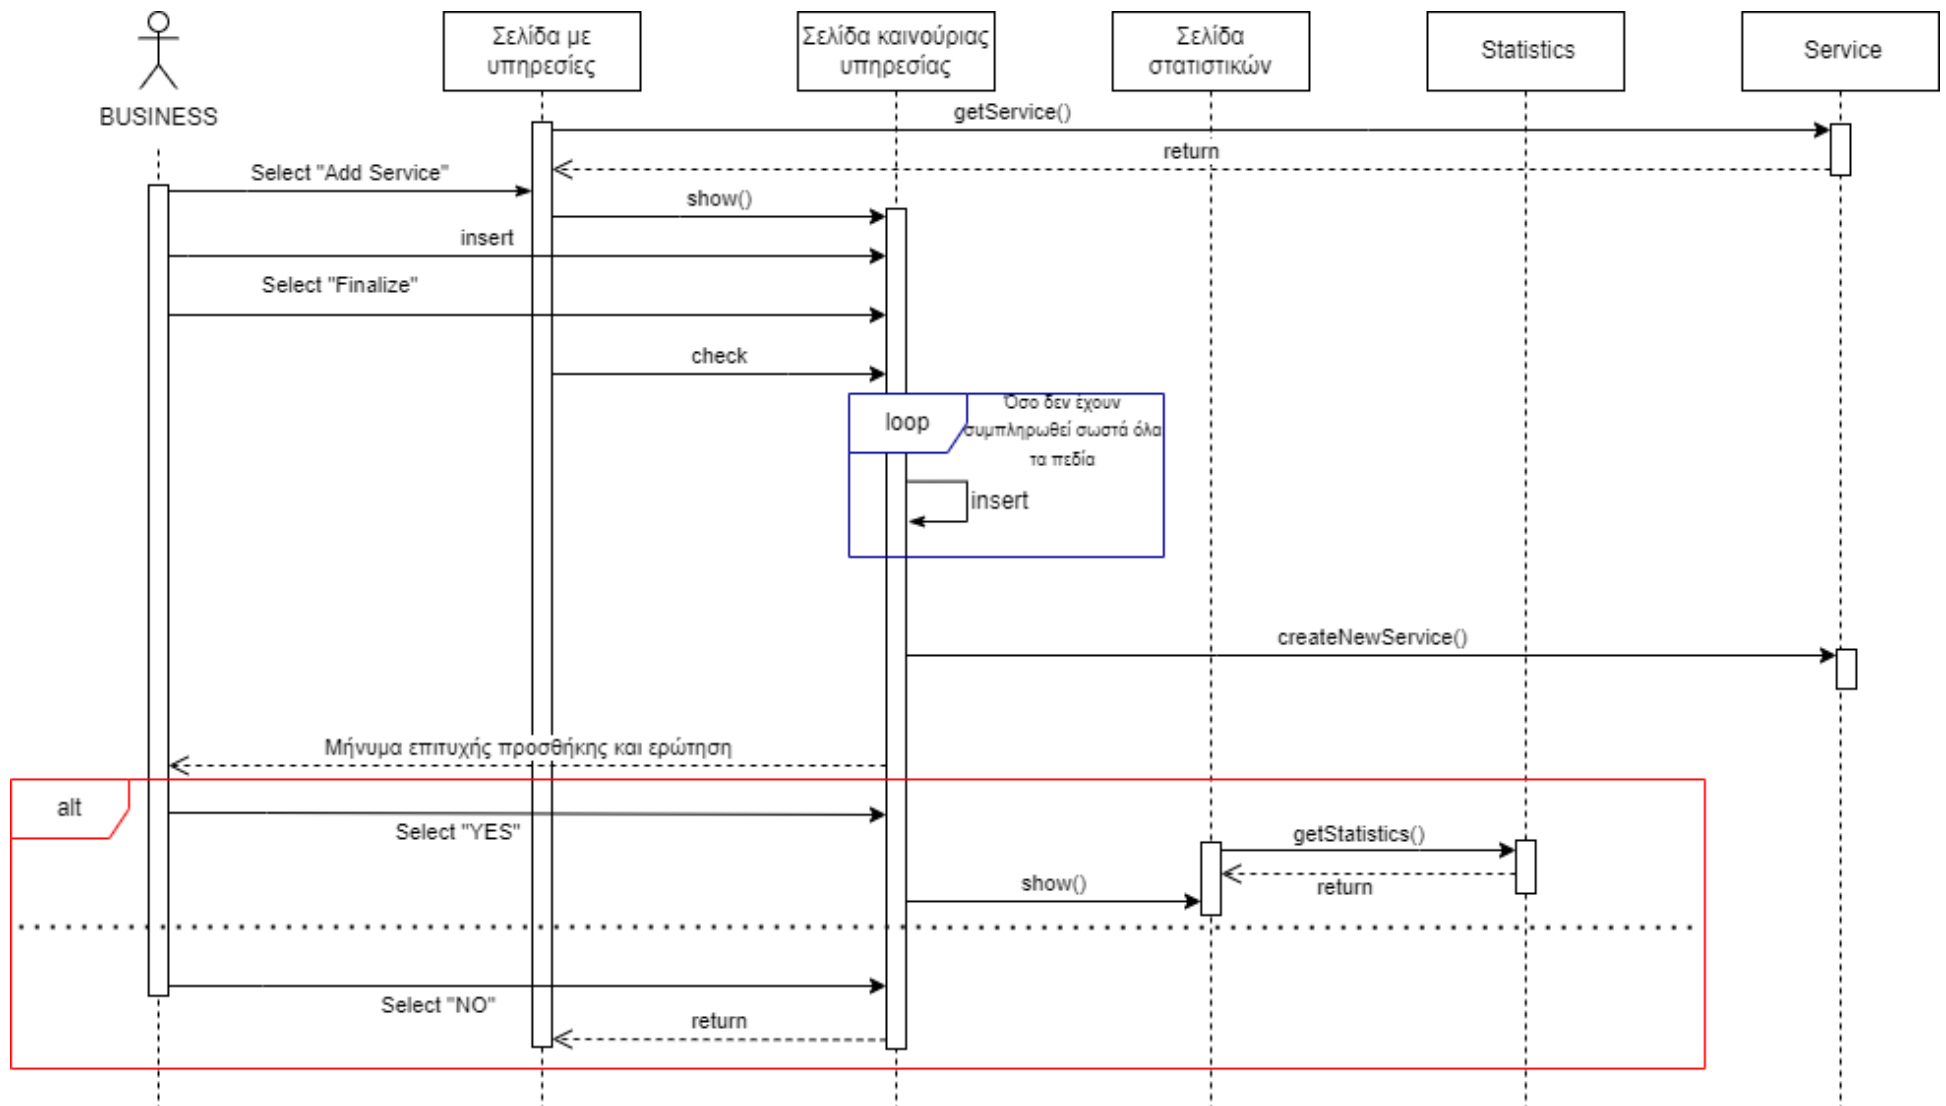 BUSINESS
Σελίδα με
υπηρεσίες
Σελίδα καινούριας
υπηρεσίας
Σελίδα
στατιστικών
Statistics
Service
getService()
return
Select "Add Service"
show()
insert
Select "Finalize"
check
loop
Όσο δεν έχουν
συμπληρωθεί σωστά όλα
τα πεδία
insert
createNewService()
Μήνυμα επιτυχής προσθήκης και ερώτηση
alt
Select "YES"
getStatistics()
return
show()
Select "NO"
return